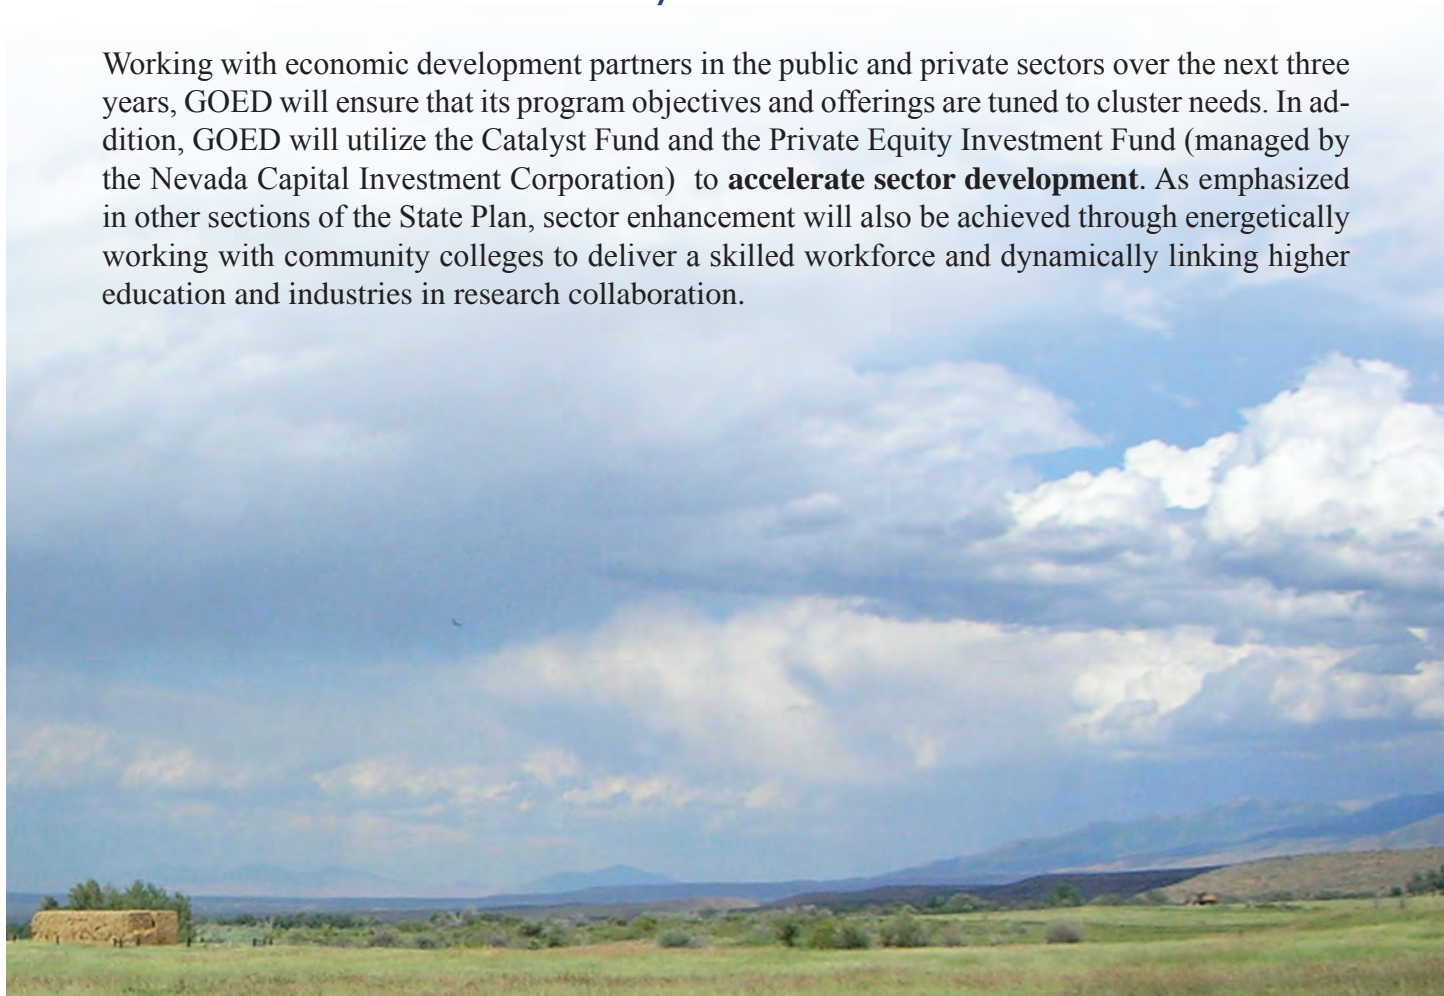 Working with economic development partners in the public and private sectors over the next three
years, GOED will ensure that its program objectives and offerings are tuned to cluster needs. In ad-
dition, GOED will utilize the Catalyst Fund and the Private Equity Investment Fund (managed by
the Nevada Capital Investment Corporation)  to accelerate sector development. As emphasized
in other sections of the State Plan, sector enhancement will also be achieved through energetically
working with community colleges to deliver a skilled workforce and dynamically linking higher
education and industries in research collaboration.